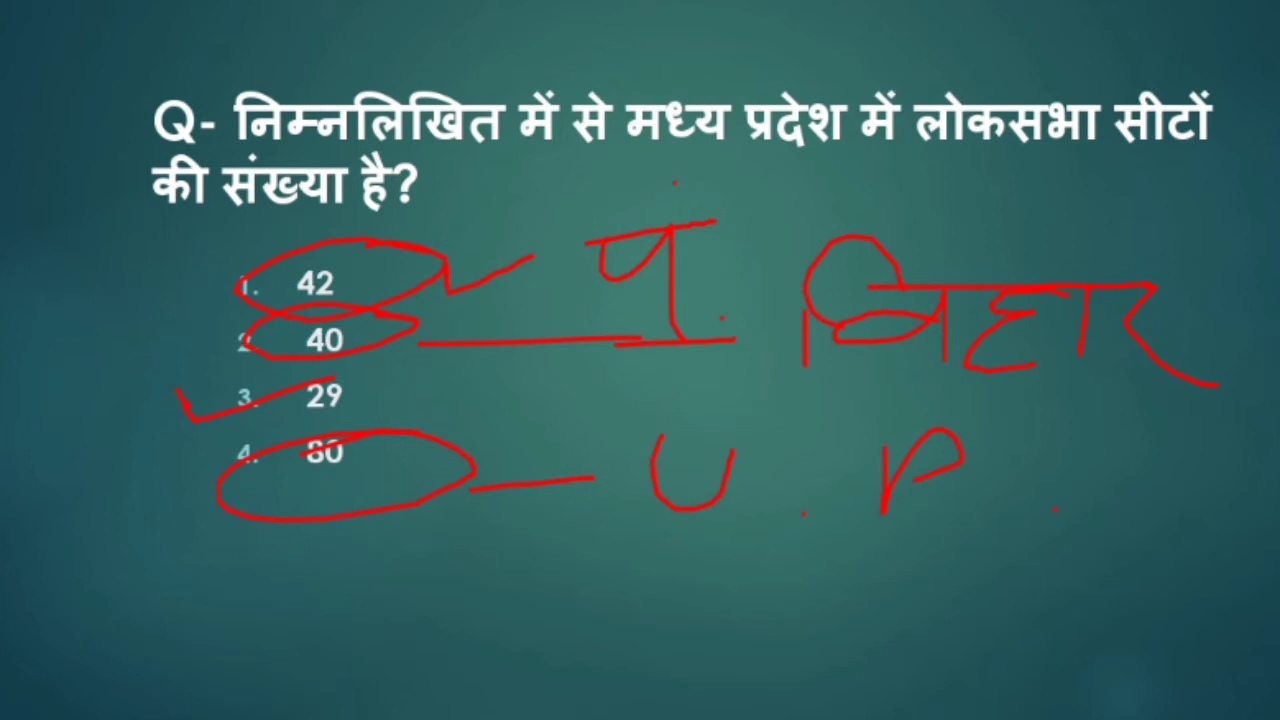 Q- निम्नलिखित में से मध्य प्रदेश में लोकसभा सीटों
की संख्या है?
1. 42
प. बिहार
2. 40
3. 29
4. 80
U. P.